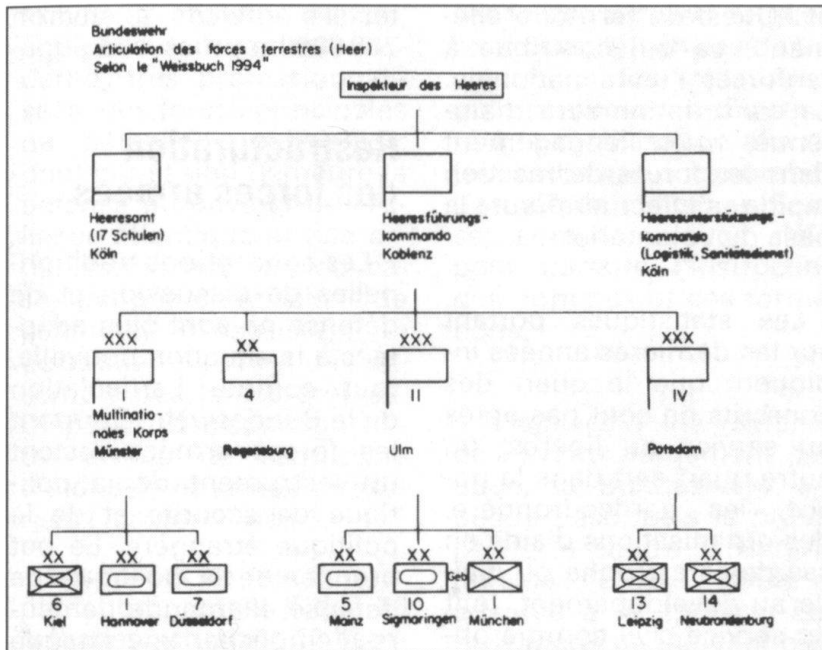 Bundeswehr
Articulation des forces terrestres (Heer)
Selon le "Weissbuch 1994"
Inspekteur des Heeres
Heeresamt
(17 Schulen)
Köln
Heeresführungs-
kommando
Koblenz
Heeresunterstützungs-
kommando
(Logistik, Sanitätsdienst)
Köln
XXX
I
Multinatio-
nales Korps
Münster
XX
4
Regensburg
XXX
II
Ulm
XXX
IV
Potsdam
XX
6
Kiel
XX
1
Hannover
XX
7
Düsseldorf
XX
5
Mainz
XX
10
Sigmaringen
Geb
XX
1
München
XX
13
Leipzig
XX
14
Neubrandenburg